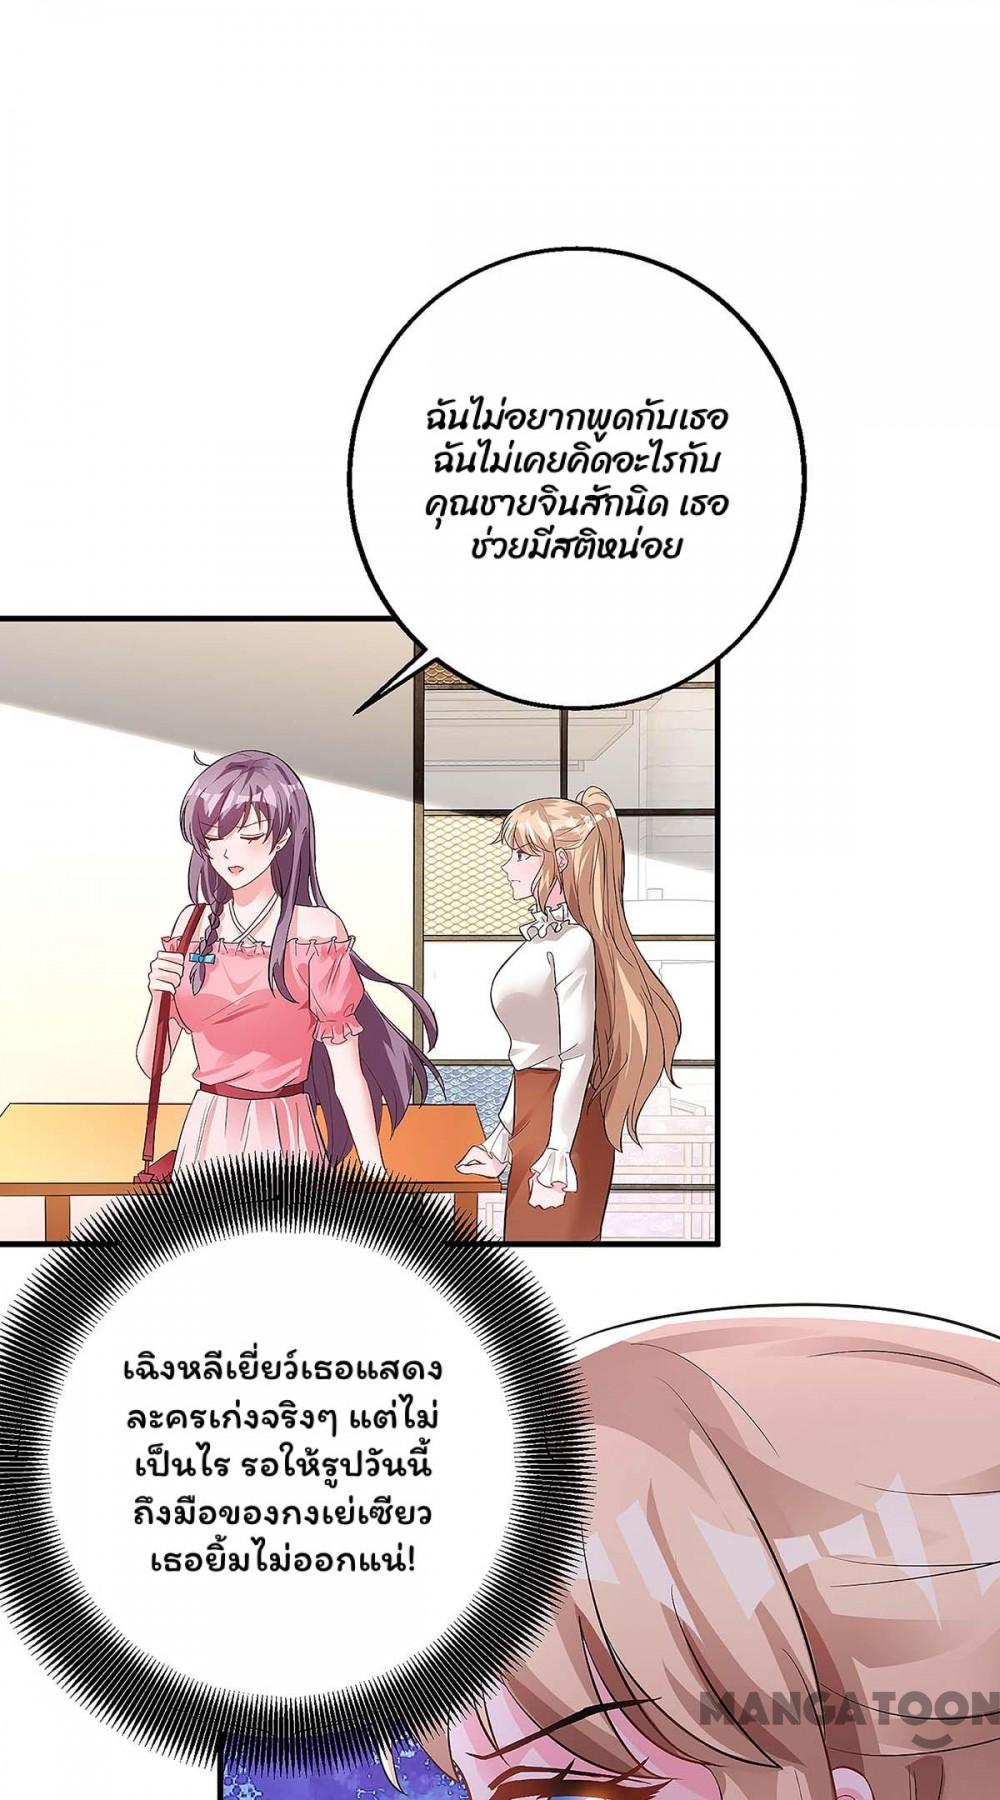 ฉันไม่อยากพูดกับเธอ
ฉันไม่เคยคิดอะไรกับ
คุณชายจินสักนิด เธอ
ช่วยมีสติหน่อย
เฉิงหลีเยี่ยว์เธอแสดง
ละครเก่งจริงๆ แต่ไม่
เป็นไร รอให้รูปวันนี้
ถึงมือของกงเย่เซียว
เธอยิ้มไม่ออกแน่!
MANGATOON